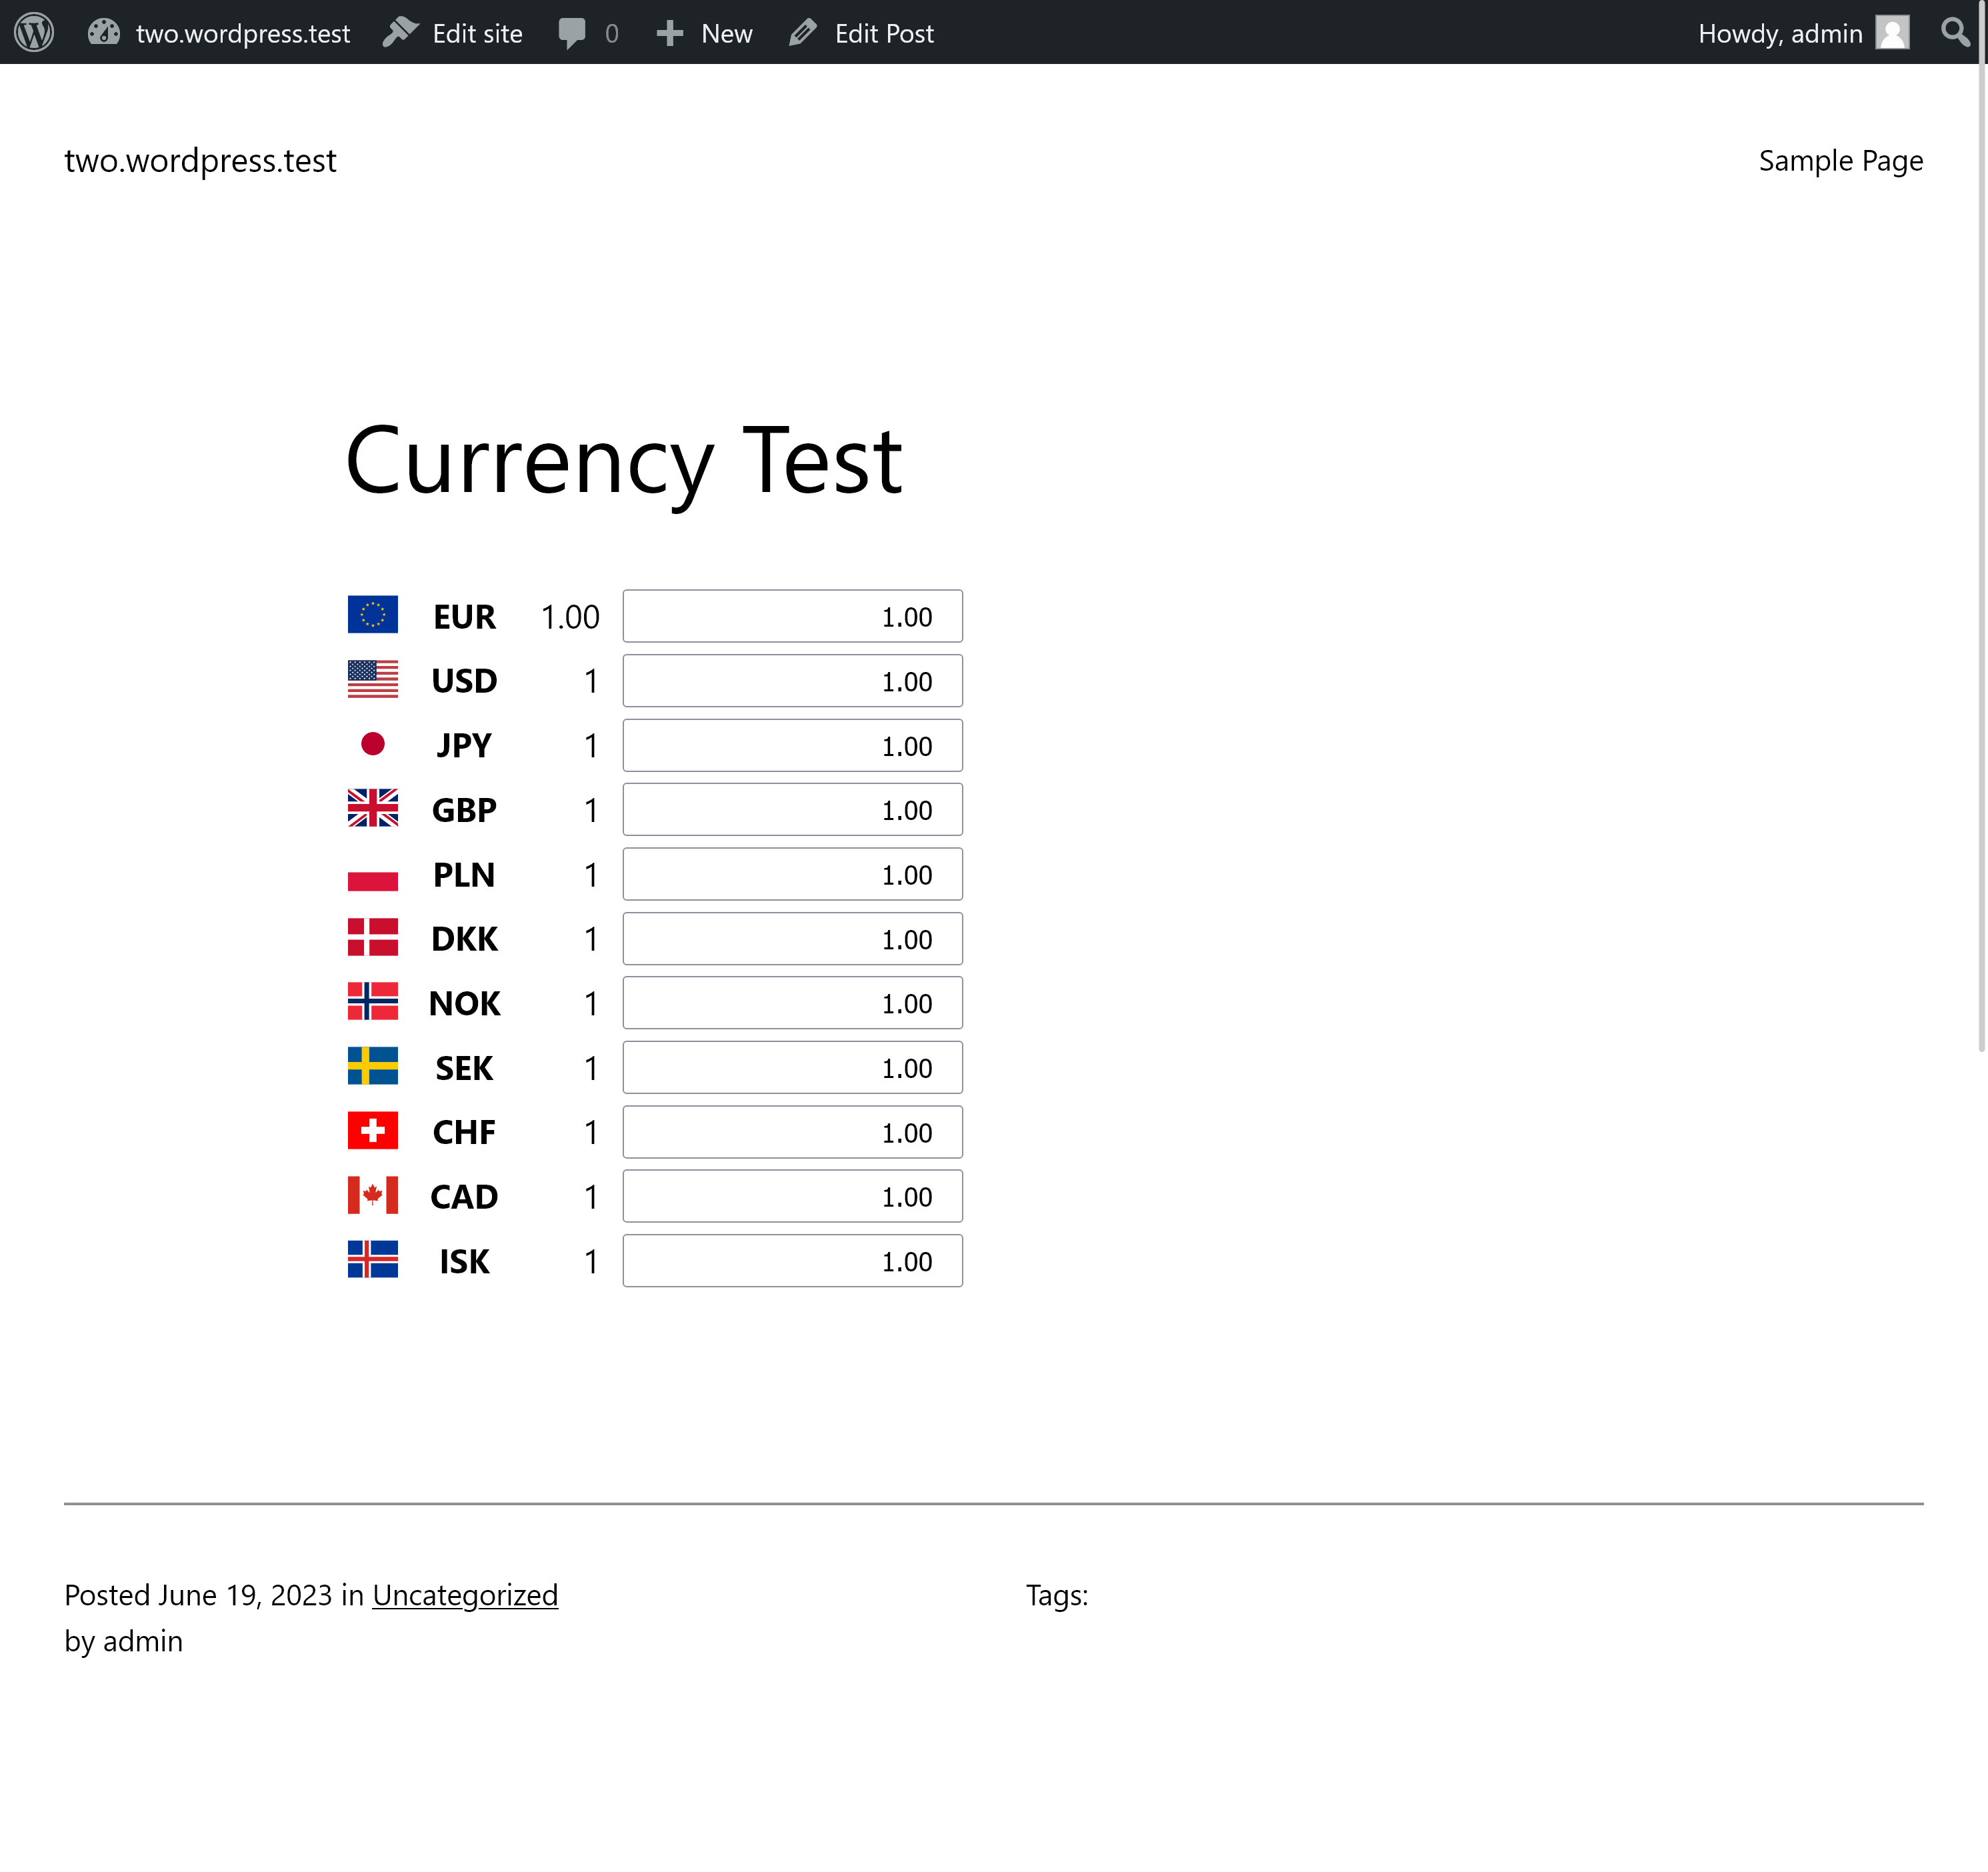 two.wordpress.test Edit site 0 New Edit Post Howdy, admin
two.wordpress.test Sample Page
Currency Test
EUR 1.00 1.00
USD 1 1.00
JPY 1 1.00
GBP 1 1.00
PLN 1 1.00
DKK 1 1.00
NOK 1 1.00
SEK 1 1.00
CHF 1 1.00
CAD 1 1.00
ISK 1 1.00
Posted June 19, 2023 in Uncategorized Tags:
by admin